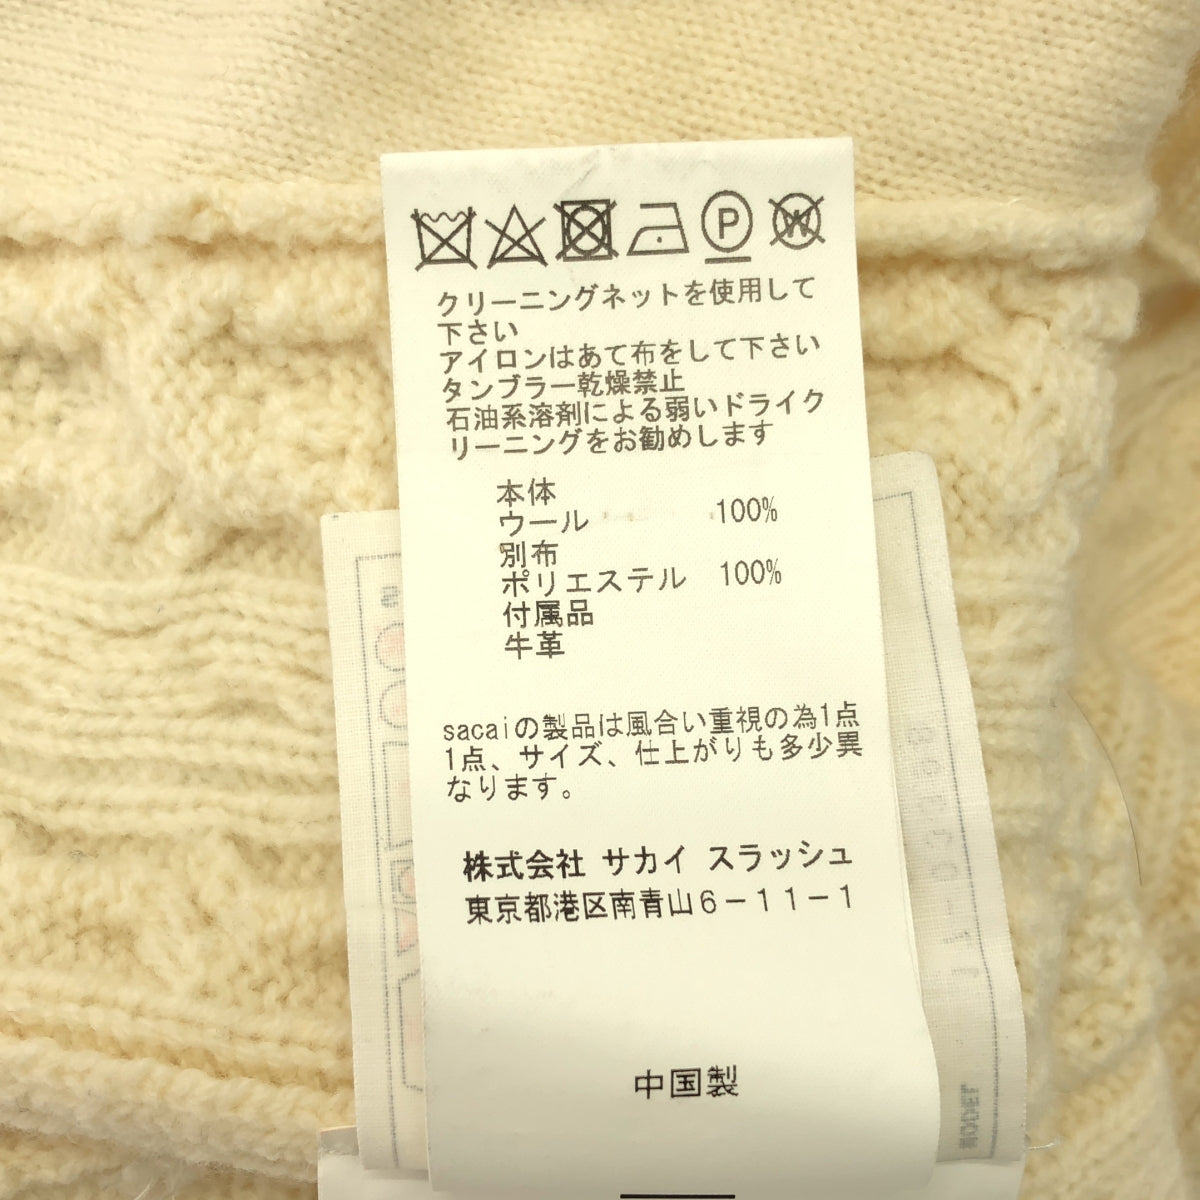 P W
クリーニングネットを使用して
下さい
アイロンはあて布をして下さい
タンブラー乾燥禁止
石油系溶剤による弱いドライク
リーニングをお勧めします
本体
ウール 100%
別布
ポリエステル 100%
付属品
牛革
sacaiの製品は風合い重視の為1点
1点、サイズ、仕上がりも多少異
なります。
株式会社 サカイ スラッシュ
東京都港区南青山6-11-1
中国製
MODEL